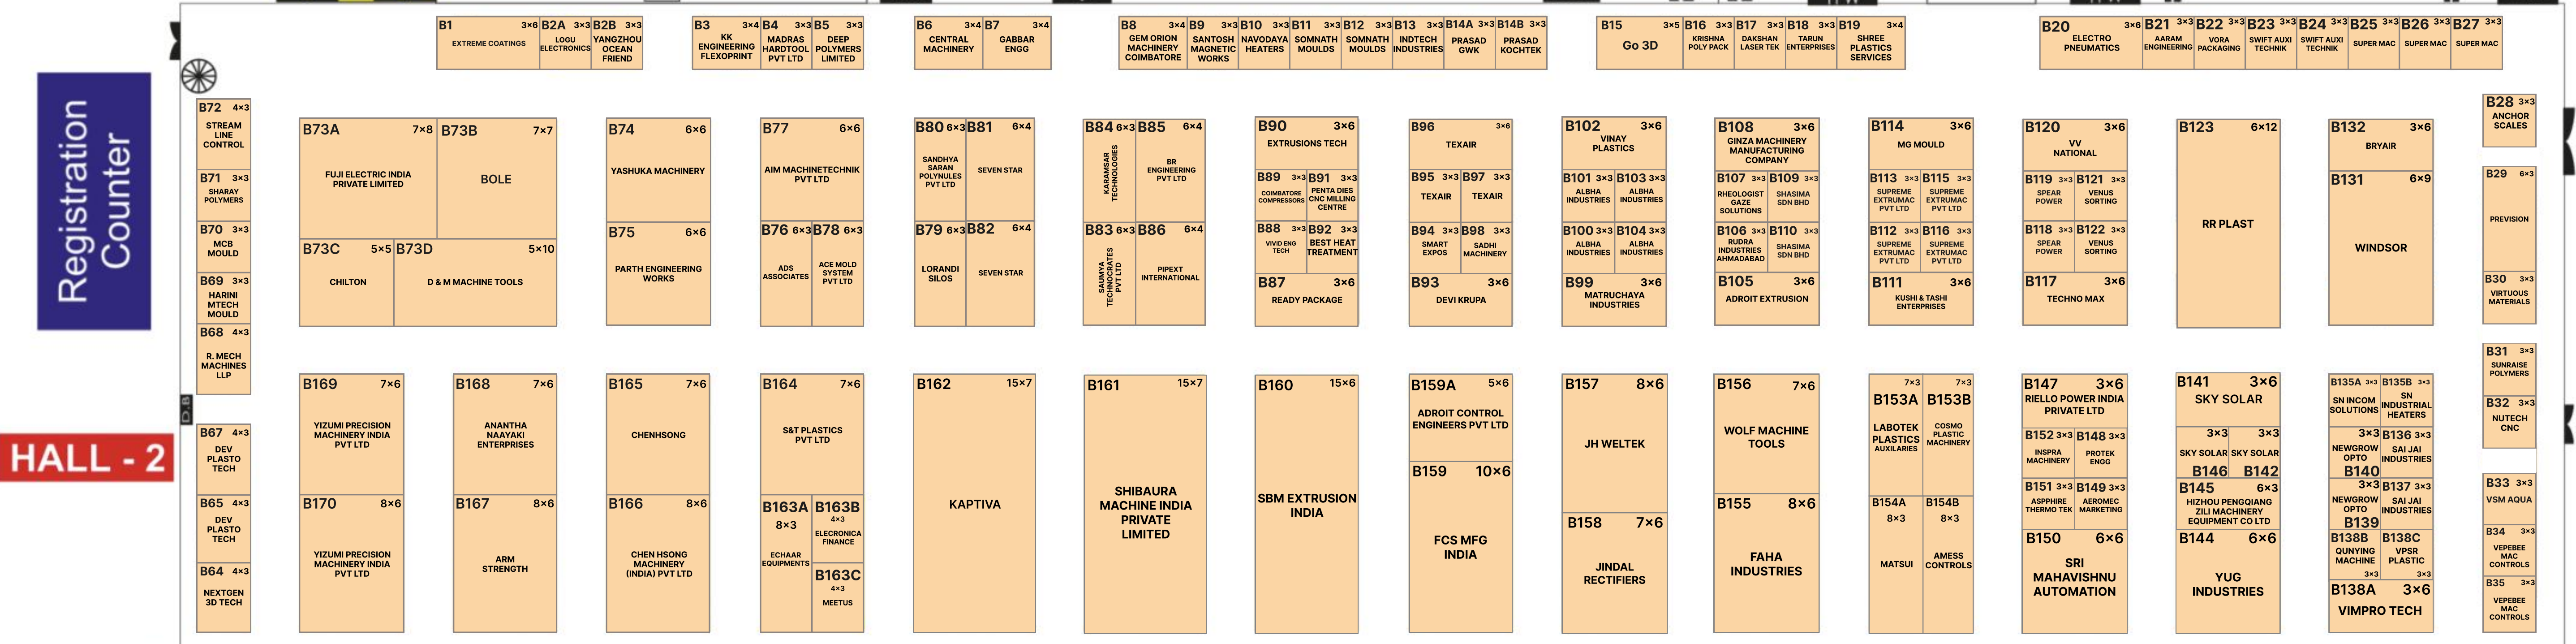 Registration
Counter
HALL - 2
D.B
B1 3×6
EXTREME COATINGS
B2A 3×3
LOGU
ELECTRONICS
B2B 3×3
YANGZHOU
OCEAN
FRIEND
B3 3×4
KK
ENGINEERING
FLEXOPRINT
B4 3×3
MADRAS
HARDTOOL
PVT LTD
B5 3×3
DEEP
POLYMERS
LIMITED
B6 3×4
CENTRAL
MACHINERY
B7 3×4
GABBAR
ENGG
B8 3×4
GEM ORION
MACHINERY
COIMBATORE
B9 3×3
SANTOSH
MAGNETIC
WORKS
B10 3×3
NAVODAYA
HEATERS
B11 3×3
SOMNATH
MOULDS
B12 3×3
SOMNATH
MOULDS
B13 3×3
INDTECH
INDUSTRIES
B14A 3×3
PRASAD
GWK
B14B 3×3
PRASAD
KOCHTEK
B15 3×5
Go 3D
B16 3×3
KRISHNA
POLY PACK
B17 3×3
DAKSHAN
LASER TEK
B18 3×3
TARUN
ENTERPRISES
B19 3×4
SHREE
PLASTICS
SERVICES
B20 3×6
ELECTRO
PNEUMATICS
B21 3×3
AARAM
ENGINEERING
B22 3×3
VORA
PACKAGING
B23 3×3
SWIFT AUXI
TECHNIK
B24 3×3
SWIFT AUXI
TECHNIK
B25 3×3
SUPER MAC
B26 3×3
SUPER MAC
B27 3×3
SUPER MAC
B72 4×3
STREAM
LINE
CONTROL
B71 3×3
SHARAY
POLYMERS
B70 3×3
MCB
MOULD
B69 3×3
HARINI
MTECH
MOULD
B68 4×3
R. MECH
MACHINES
LLP
B67 4×3
DEV
PLASTO
TECH
B65 4×3
DEV
PLASTO
TECH
B64 4×3
NEXTGEN
3D TECH
B73A 7×8
FUJI ELECTRIC INDIA
PRIVATE LIMITED
B73B 7×7
BOLE
B73C 5×5
CHILTON
B73D 5×10
D & M MACHINE TOOLS
B74 6×6
YASHUKA MACHINERY
B75 6×6
PARTH ENGINEERING
WORKS
B77 6×6
AIM MACHINETECHNIK
PVT LTD
B76 6×3
ADS
ASSOCIATES
B78 6×3
ACE MOLD
SYSTEM
PVT LTD
B80 6×3
SANDHYA
SARAN
POLYNULES
PVT LTD
B81 6×4
SEVEN STAR
B79 6×3
LORANDI
SILOS
B82 6×4
SEVEN STAR
B84 6×3
KARAMSAR
TECHNOLOGIES
B85 6×4
BR
ENGINEERING
PVT LTD
B83 6×3
SAUMYA
TECHNOCRATES
PVT LTD
B86 6×4
PIPEXT
INTERNATIONAL
B90 3×6
EXTRUSIONS TECH
B89 3×3
COIMBATORE
COMPRESSORS
B91 3×3
PENTA DIES
CNC MILLING
CENTRE
B88 3×3
VIVID ENG
TECH
B92 3×3
BEST HEAT
TREATMENT
B87 3×6
READY PACKAGE
B96 3×6
TEXAIR
B95 3×3
TEXAIR
B97 3×3
TEXAIR
B94 3×3
SMART
EXPOS
B98 3×3
SADHI
MACHINERY
B93 3×6
DEVI KRUPA
B102 3×6
VINAY
PLASTICS
B101 3×3
ALBHA
INDUSTRIES
B103 3×3
ALBHA
INDUSTRIES
B100 3×3
ALBHA
INDUSTRIES
B104 3×3
ALBHA
INDUSTRIES
B99 3×6
MATRUCHAYA
INDUSTRIES
B108 3×6
GINZA MACHINERY
MANUFACTURING
COMPANY
B107 3×3
RHEOLOGIST
GAZE
SOLUTIONS
B109 3×3
SHASIMA
SDN BHD
B106 3×3
RUDRA
INDUSTRIES
AHMADABAD
B110 3×3
SHASIMA
SDN BHD
B105 3×6
ADROIT EXTRUSION
B114 3×6
MG MOULD
B113 3×3
SUPREME
EXTRUMAC
PVT LTD
B115 3×3
SUPREME
EXTRUMAC
PVT LTD
B112 3×3
SUPREME
EXTRUMAC
PVT LTD
B116 3×3
SUPREME
EXTRUMAC
PVT LTD
B111 3×6
KUSHI & TASHI
ENTERPRISES
B120 3×6
VV
NATIONAL
B119 3×3
SPEAR
POWER
B121 3×3
VENUS
SORTING
B118 3×3
SPEAR
POWER
B122 3×3
VENUS
SORTING
B117 3×6
TECHNO MAX
B123 6×12
RR PLAST
B132 3×6
BRYAIR
B131 6×9
WINDSOR
B28 3×3
ANCHOR
SCALES
B29 6×3
PREVISION
B30 3×3
VIRTUOUS
MATERIALS
B31 3×3
SUNRAISE
POLYMERS
B32 3×3
NUTECH
CNC
B33 3×3
VSM AQUA
B34 3×3
VEPEBEE
MAC
CONTROLS
B35 3×3
VEPEBEE
MAC
CONTROLS
B169 7×6
YIZUMI PRECISION
MACHINERY INDIA
PVT LTD
B170 8×6
YIZUMI PRECISION
MACHINERY INDIA
PVT LTD
B168 7×6
ANANTHA
NAAYAKI
ENTERPRISES
B167 8×6
ARM
STRENGTH
B165 7×6
CHENHSONG
B166 8×6
CHEN HSONG
MACHINERY
(INDIA) PVT LTD
B164 7×6
S&T PLASTICS
PVT LTD
B163A
8×3
ECHAAR
EQUIPMENTS
B163B
4×3
ELECRONICA
FINANCE
B163C
4×3
MEETUS
B162 15×7
KAPTIVA
B161 15×7
SHIBAURA
MACHINE INDIA
PRIVATE
LIMITED
B160 15×6
SBM EXTRUSION
INDIA
B159A 5×6
ADROIT CONTROL
ENGINEERS PVT LTD
B159 10×6
FCS MFG
INDIA
B157 8×6
JH WELTEK
B158 7×6
JINDAL
RECTIFIERS
B156 7×6
WOLF MACHINE
TOOLS
B155 8×6
FAHA
INDUSTRIES
7×3
B153A
LABOTEK
PLASTICS
AUXILARIES
7×3
B153B
COSMO
PLASTIC
MACHINERY
B154A
8×3
MATSUI
B154B
8×3
AMESS
CONTROLS
B147 3×6
RIELLO POWER INDIA
PRIVATE LTD
B152 3×3
INSPRA
MACHINERY
B148 3×3
PROTEK
ENGG
B151 3×3
ASPPHIRE
THERMO TEK
B149 3×3
AEROMEC
MARKETING
B150 6×6
SRI
MAHAVISHNU
AUTOMATION
B141 3×6
SKY SOLAR
3×3
SKY SOLAR
B146
3×3
SKY SOLAR
B142
B145 6×3
HIZHOU PENGQIANG
ZILI MACHINERY
EQUIPMENT CO LTD
B144 6×6
YUG
INDUSTRIES
B135A 3×3
SN INCOM
SOLUTIONS
B135B 3×3
SN
INDUSTRIAL
HEATERS
3×3
NEWGROW
OPTO
B140
B136 3×3
SAI JAI
INDUSTRIES
3×3
NEWGROW
OPTO
B139
B137 3×3
SAI JAI
INDUSTRIES
B138B
QUNYING
MACHINE
3×3
B138C
VPSR
PLASTIC
3×3
B138A 3×6
VIMPRO TECH